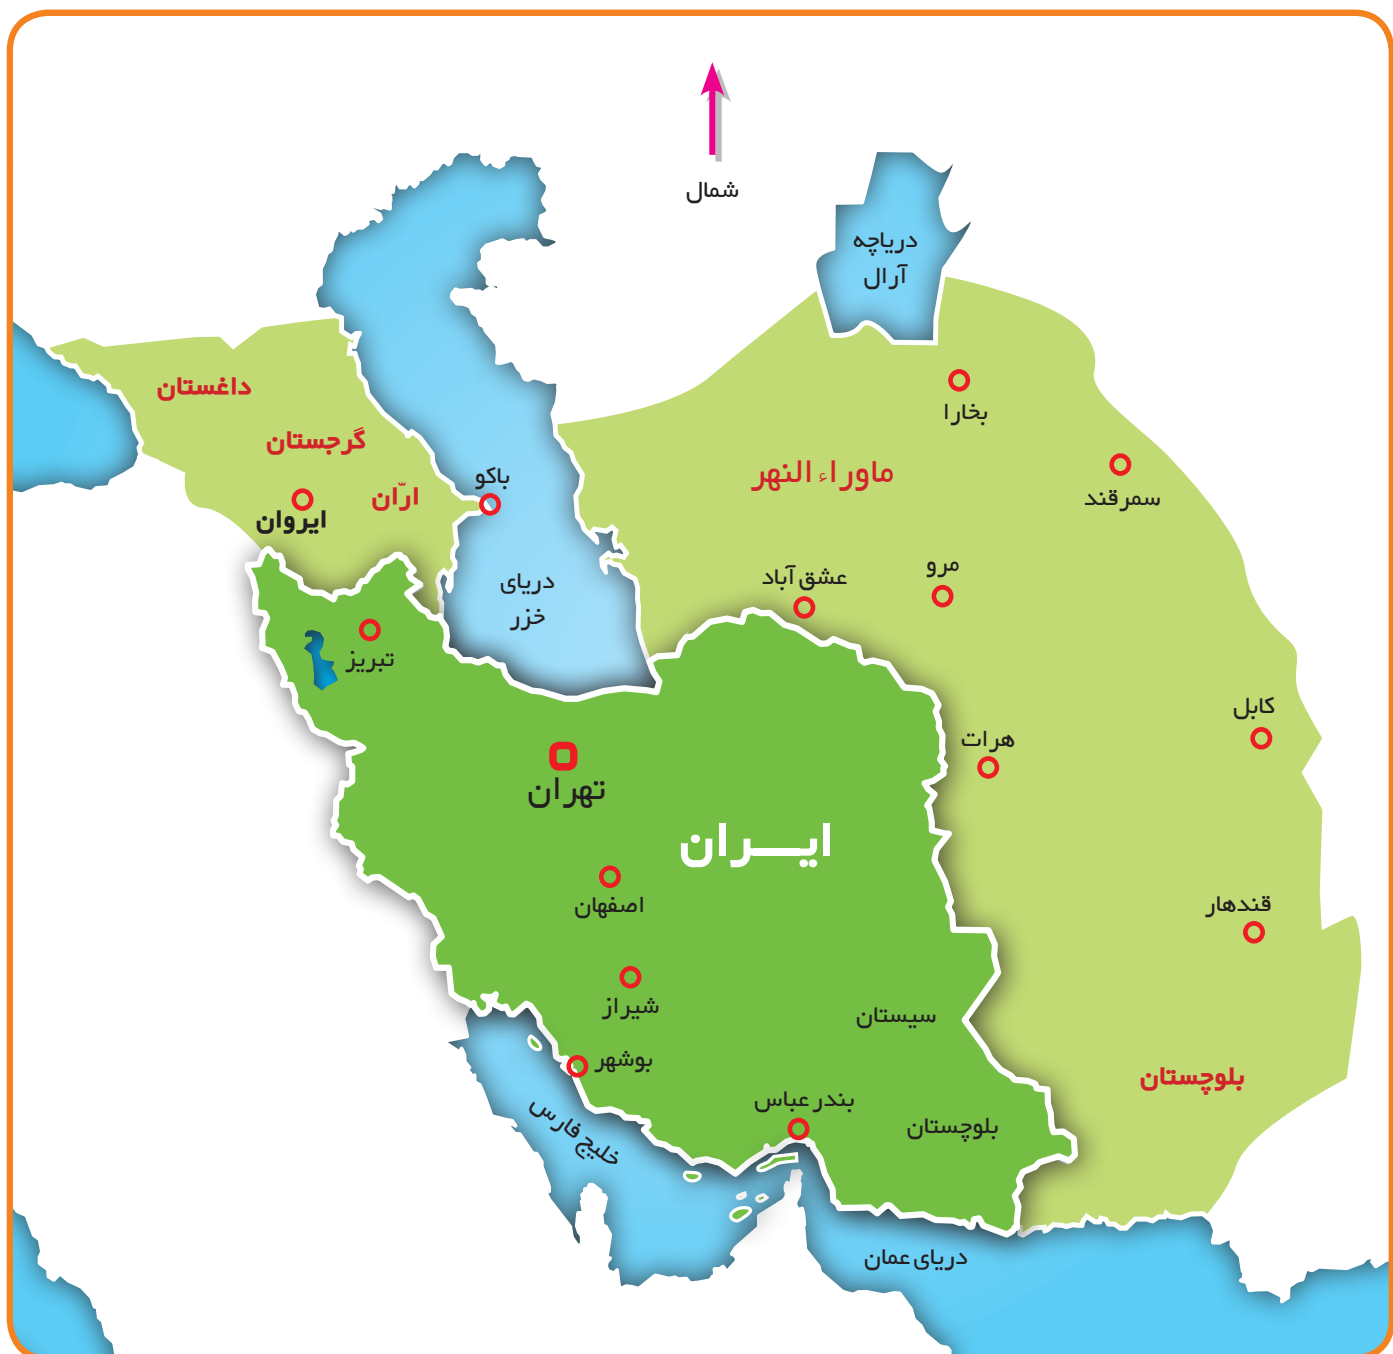 شمال
دریاچه
آرال
داغستان
بخارا
گرجستان
ماوراء النهر
باکو
سمرقند
ارّان
ایروان
مرو
عشق آباد
دریای
خزر
تبریز
کابل
هرات
تهران
ایـــران
اصفهان
قندهار
شیراز
سیستان
بوشهر
بلوچستان
بندر عباس
بلوچستان
خلیج فارس
دریای عمان